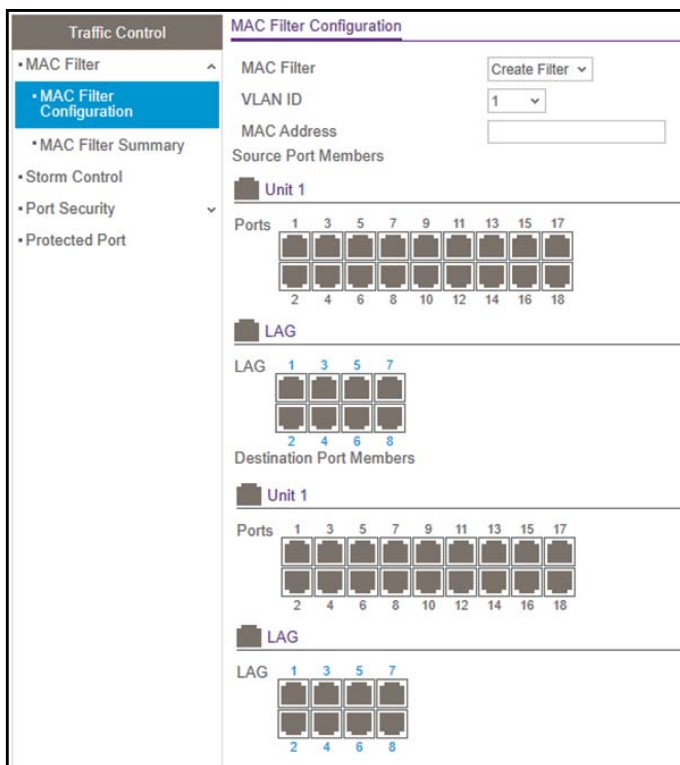 Traffic Control
MAC Filter
MAC Filter
Configuration
MAC Filter Summary
Storm Control
Port Security
Protected Port
MAC Filter Configuration
MAC Filter Create Filter
VLAN ID 1
MAC Address
Source Port Members
Unit 1
Ports 1 3 5 7 9 11 13 15 17
2 4 6 8 10 12 14 16 18
LAG
LAG 1 3 5 7
2 4 6 8
Destination Port Members
Unit 1
Ports 1 3 5 7 9 11 13 15 17
2 4 6 8 10 12 14 16 18
LAG
LAG 1 3 5 7
2 4 6 8